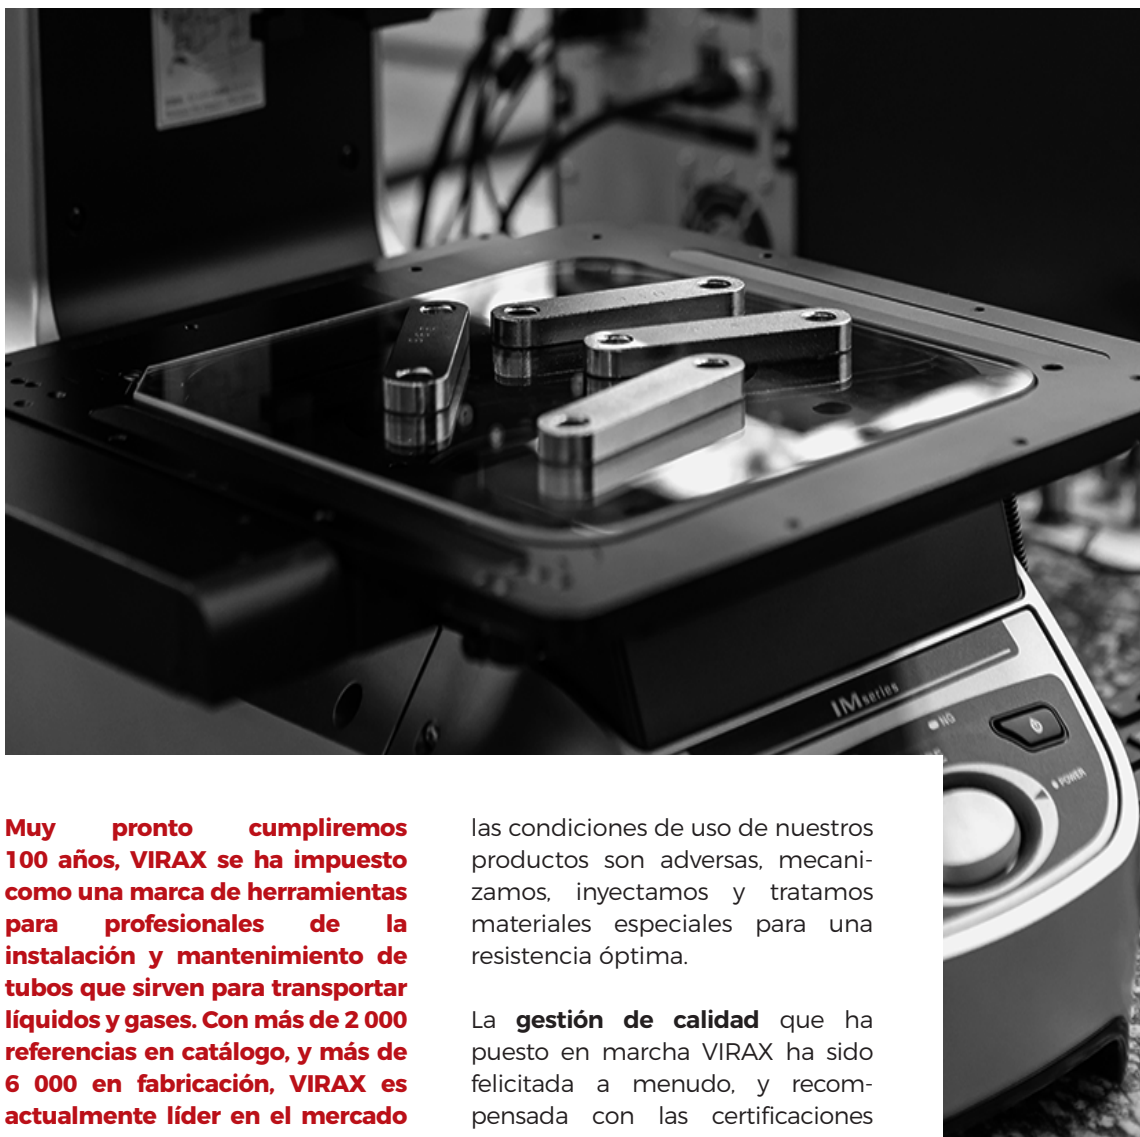 IM series
NG
POWER
Muy pronto cumpliremos
100 años, VIRAX se ha impuesto
como una marca de herramientas
para profesionales de la
instalación y mantenimiento de
tubos que sirven para transportar
líquidos y gases. Con más de 2 000
referencias en catálogo, y más de
6 000 en fabricación, VIRAX es
actualmente líder en el mercado
las condiciones de uso de nuestros
productos son adversas, mecani-
zamos, inyectamos y tratamos
materiales especiales para una
resistencia óptima.
La gestión de calidad que ha
puesto en marcha VIRAX ha sido
felicitada a menudo, y recom-
pensada con las certificaciones